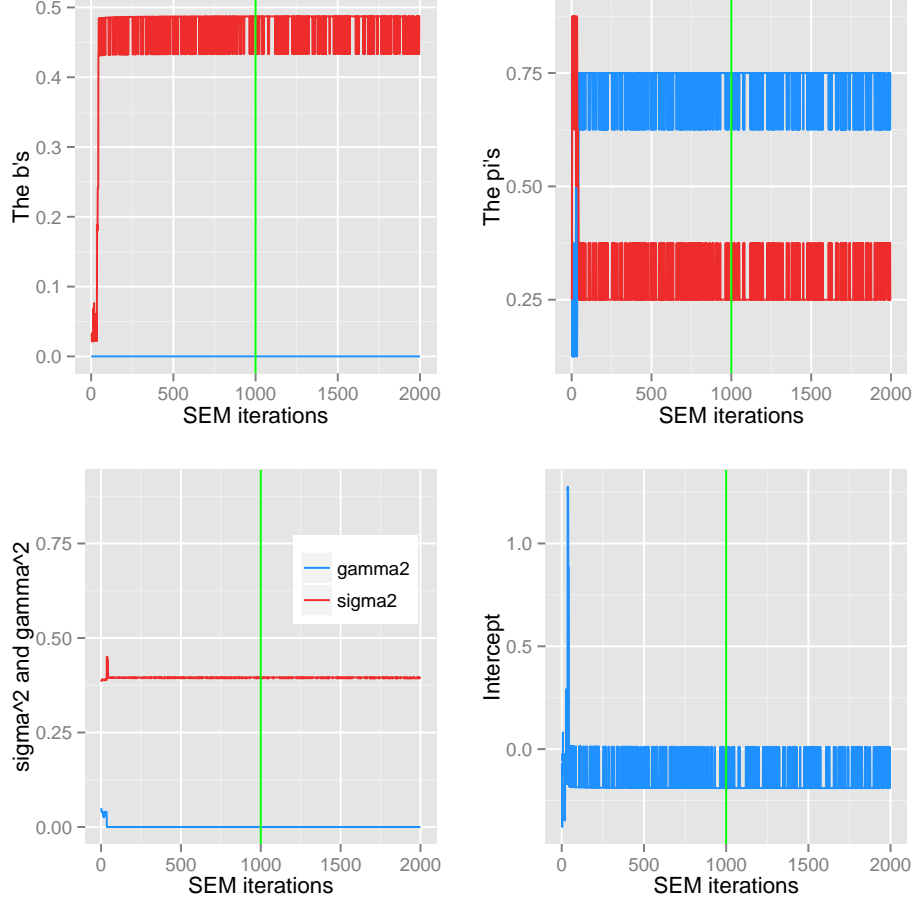 The b's
0.5
0.4
0.3
0.2
0.1
0.0
0 500 1000 1500 2000
SEM iterations
The pi's
0.75
0.50
0.25
0 500 1000 1500 2000
SEM iterations
sigma^2 and gamma^2
0.75
0.50
0.25
0.00
gamma2
sigma2
0 500 1000 1500 2000
SEM iterations
Intercept
1.0
0.5
0.0
0 500 1000 1500 2000
SEM iterations